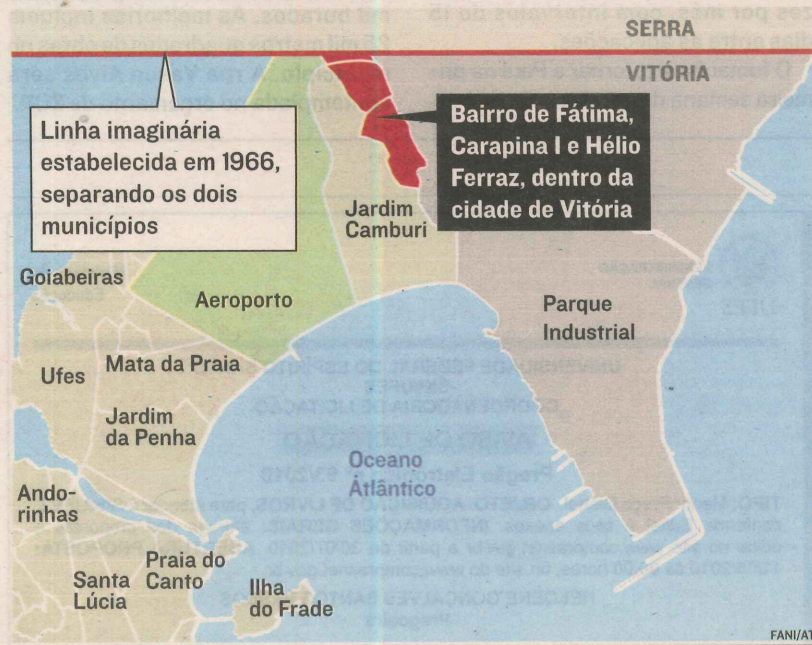 SERRA
VITÓRIA
Linha imaginária
estabelecida em 1966,
separando os dois
municípios
Bairro de Fátima,
Carapina I e Hélio
Ferraz, dentro da
cidade de Vitória
Jardim
Camburi
Goiabeiras
Aeroporto
Parque
Industrial
Ufes
Mata da Praia
Jardim
da Penha
Oceano
Atlântico
Ando-
rinhas
Praia do
Canto
Santa
Lúcia
Ilha
do Frade
FANI/AT